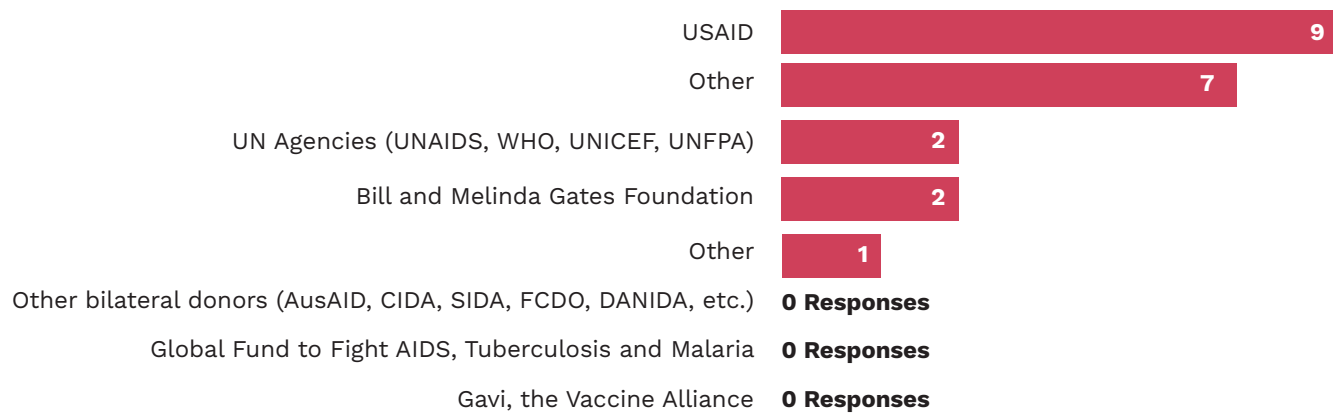 USAID 9
Other 7
UN Agencies (UNAIDS, WHO, UNICEF, UNFPA) 2
Bill and Melinda Gates Foundation 2
Other 1
Other bilateral donors (AusAID, CIDA, SIDA, FCDO, DANIDA, etc.) 0 Responses
Global Fund to Fight AIDS, Tuberculosis and Malaria 0 Responses
Gavi, the Vaccine Alliance 0 Responses